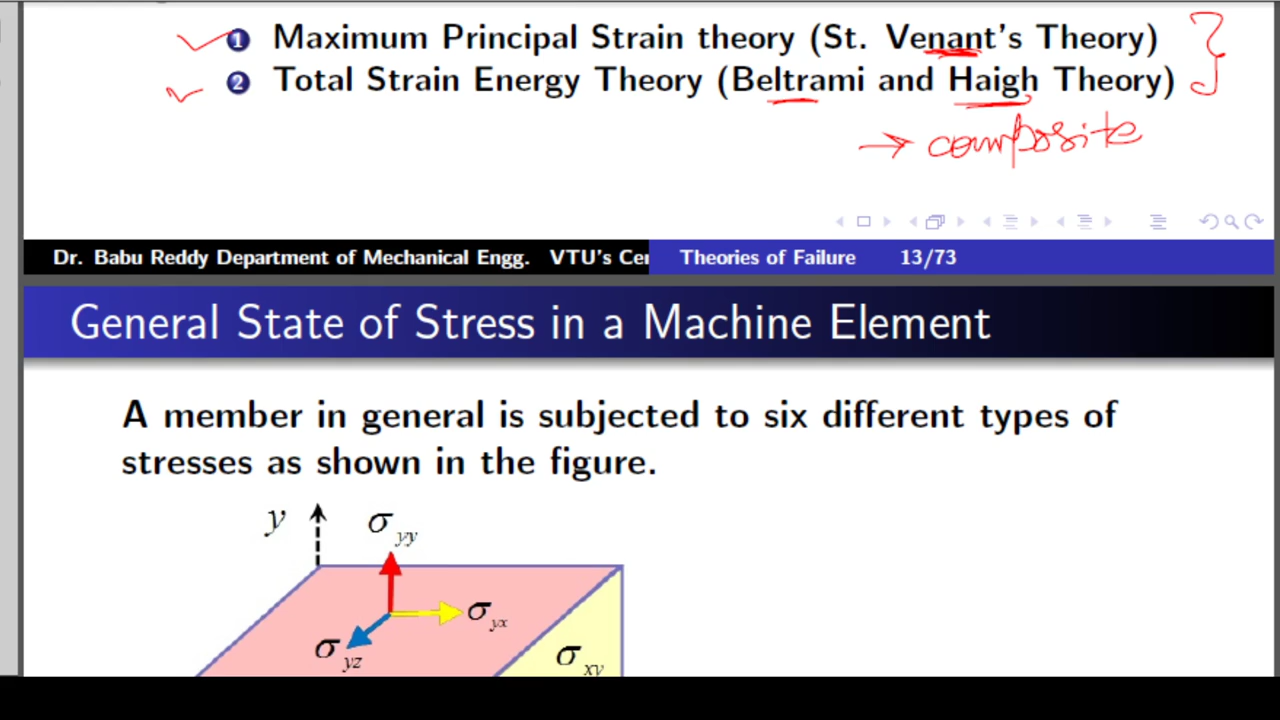 1 Maximum Principal Strain theory (St. Venant's Theory)
2 Total Strain Energy Theory (Beltrami and Haigh Theory)
→ composite
Dr. Babu Reddy Department of Mechanical Engg. VTU's Cen Theories of Failure 13/73
General State of Stress in a Machine Element
A member in general is subjected to six different types of
stresses as shown in the figure.
y σyy
σyx
σyz
σxy